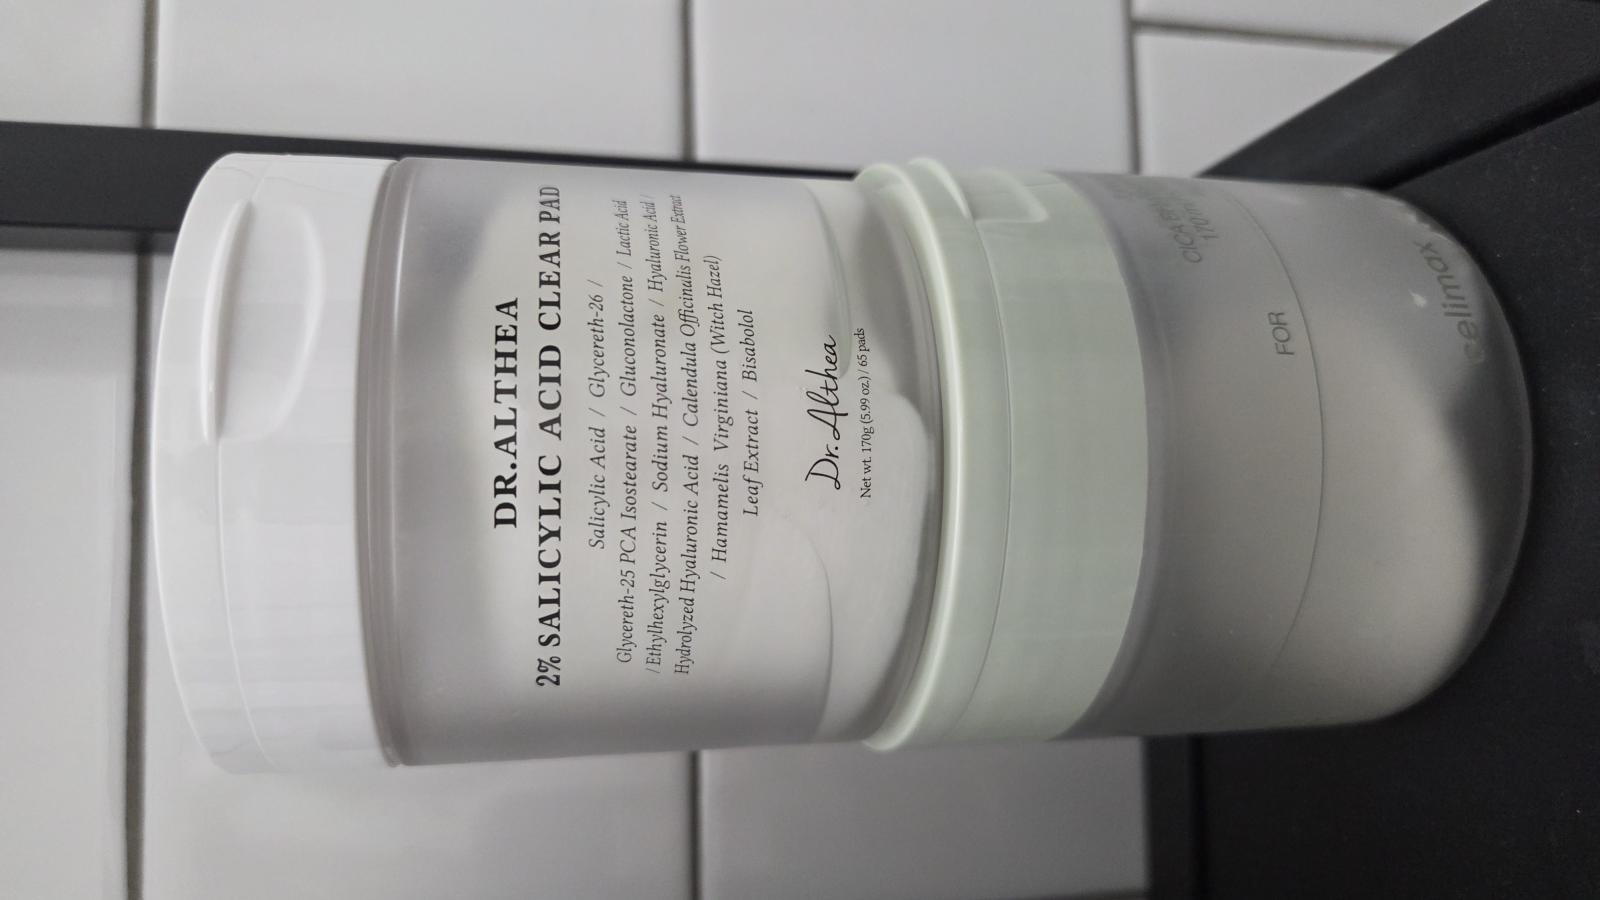 DR.ALTHEA
2% SALICYLIC ACID CLEAR PAD
Salicylic Acid / Glycereth-26 /
Glycereth-25 PCA Isostearate / Gluconolactone / Lactic Acid
/ Ethylhexylglycerin / Sodium Hyaluronate / Hyaluronic Acid /
Hydrolyzed Hyaluronic Acid / Calendula Officinalis Flower Extract
/ Hamamelis Virginiana (Witch Hazel)
Leaf Extract / Bisabolol
Dr. Althea
Net wt. 170g (5.99 oz.) / 65 pads
CICA
FOR
celimax